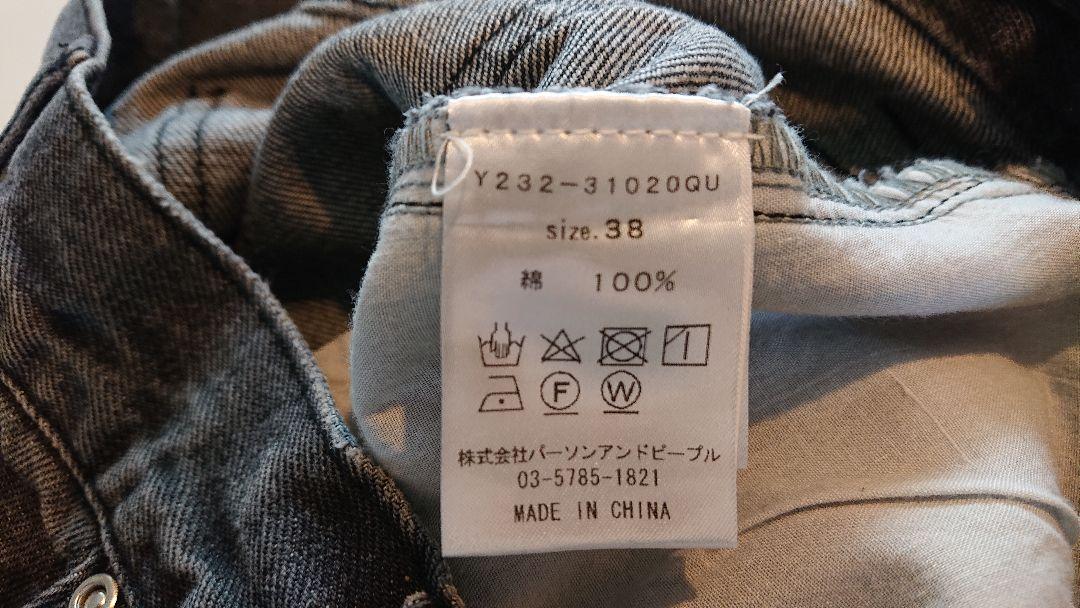 Y232-31020QU
size.38
綿 100%
F W
株式会社パーソンアンドピープル
03-5785-1821
MADE IN CHINA